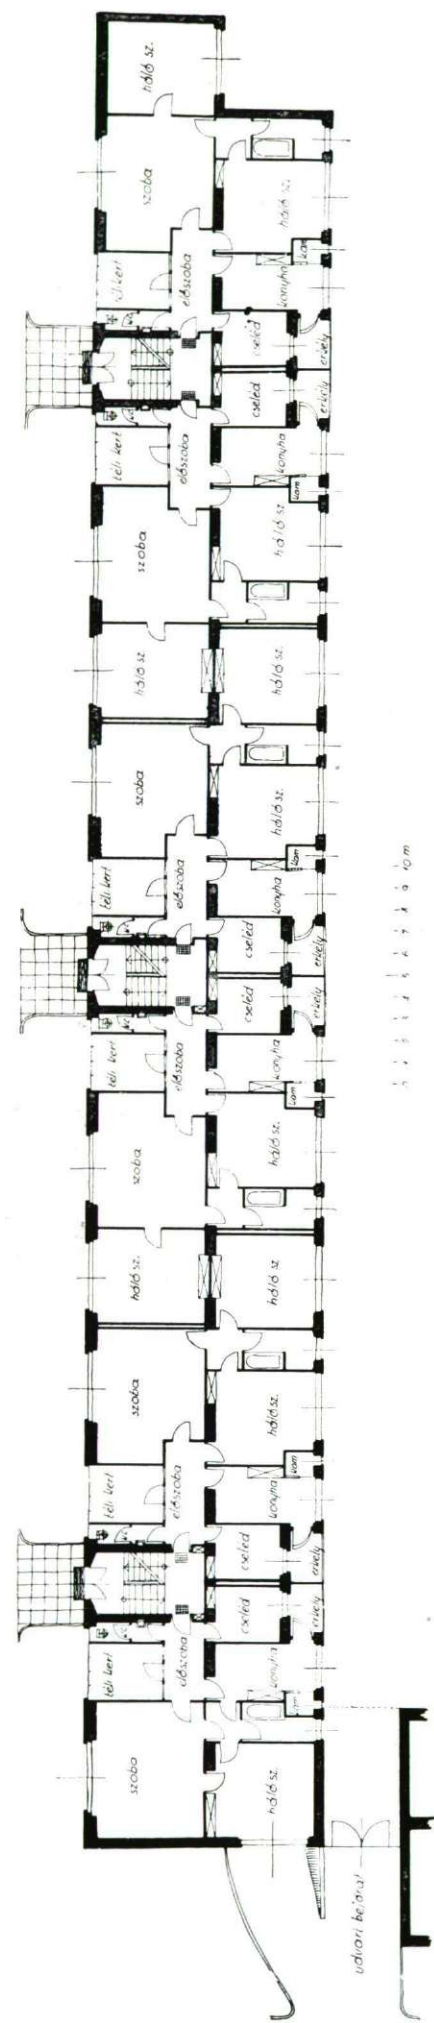 háló sz.
szoba
háló sz.
téli kert
előszoba
konyha
kam
cseléd
erkély
cseléd
erkély
téli kert
előszoba
konyha
kam
szoba
háló sz
háló sz
háló sz.
szoba
háló sz.
téli kert
előszoba
konyha
kam
cseléd
erkély
cseléd
erkély
téli kert
előszoba
konyha
kam
szoba
háló sz.
háló sz.
háló sz
szoba
háló sz.
téli kert
előszoba
konyha
kam
cseléd
erkély
cseléd
erkély
téli kert
előszoba
konyha
szoba
háló sz.
udvari bejárat
10 m